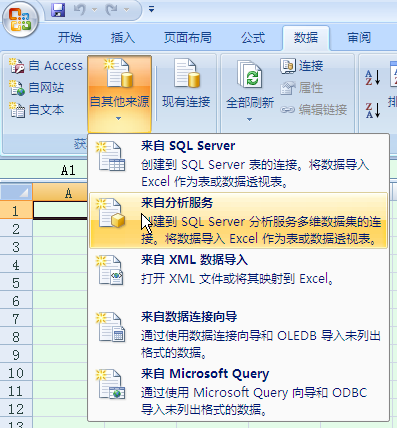 开始 插入 页面布局 公式 数据 审阅
自 Access
自网站
自文本
自其他来源
现有连接
全部刷新
连接
属性
编辑链接
排
获
A1
A
1
2
3
4
5
6
7
8
9
10
11
12
13
来自 SQL Server
创建到 SQL Server 表的连接。将数据导入
Excel 作为表或数据透视表。
来自分析服务
创建到 SQL Server 分析服务多维数据集的连
接。将数据导入 Excel 作为表或数据透视表。
来自 XML 数据导入
打开 XML 文件或将其映射到 Excel。
来自数据连接向导
通过使用数据连接向导和 OLEDB 导入未列出
格式的数据。
来自 Microsoft Query
通过使用 Microsoft Query 向导和 ODBC
导入未列出格式的数据。